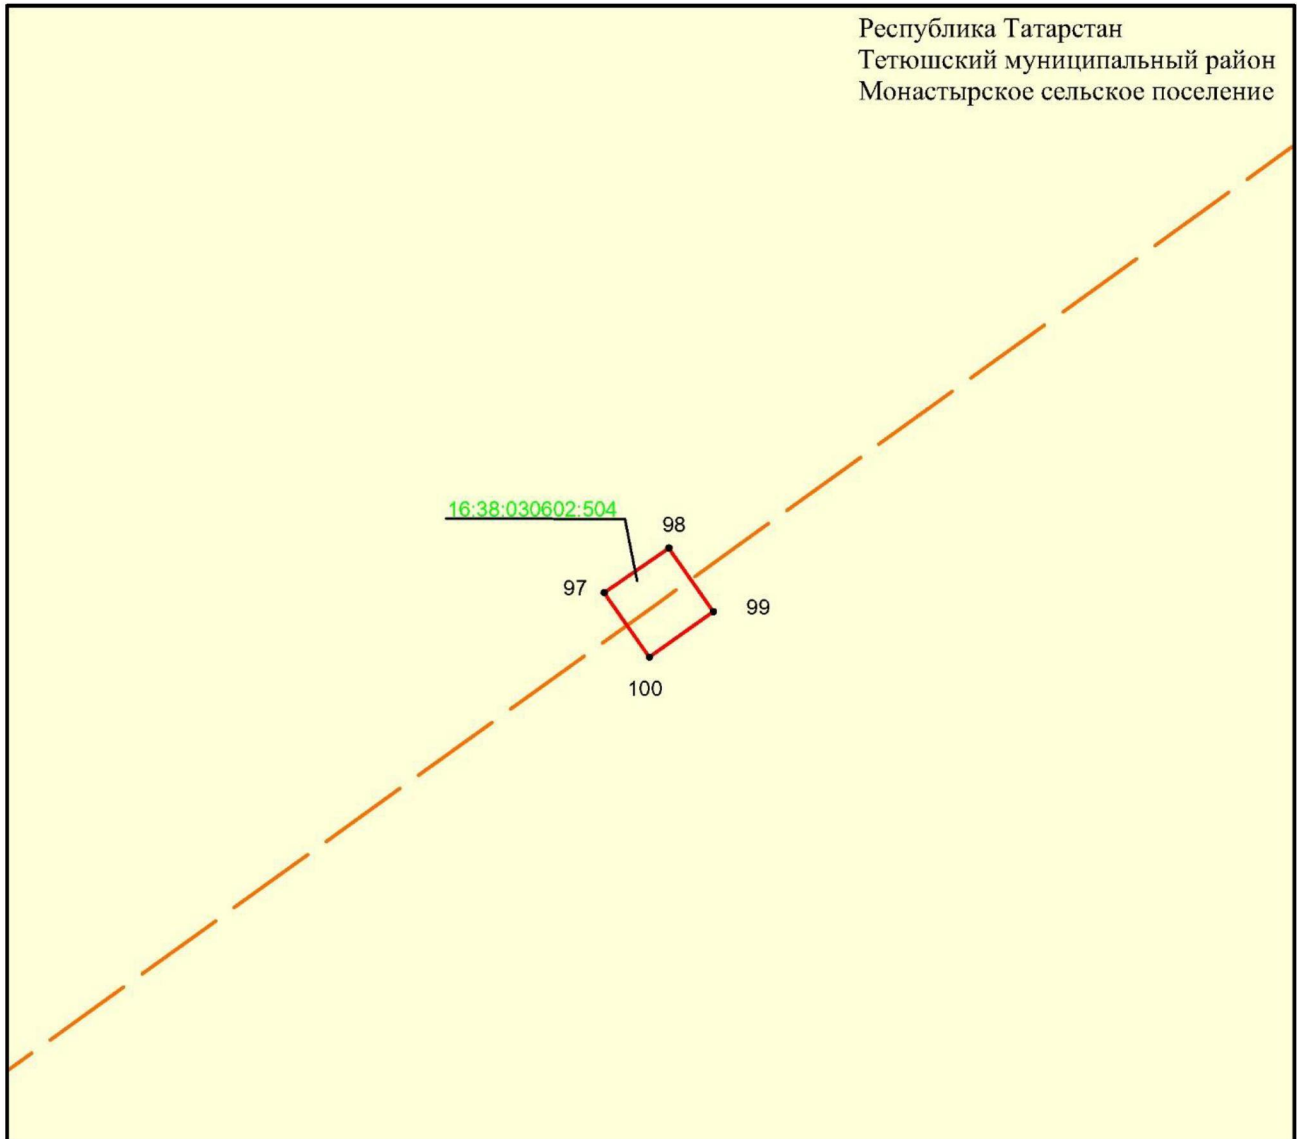 Республика Татарстан
Тетюшский муниципальный район
Монастырское сельское поселение
16:38:030602:504
98
97
99
100